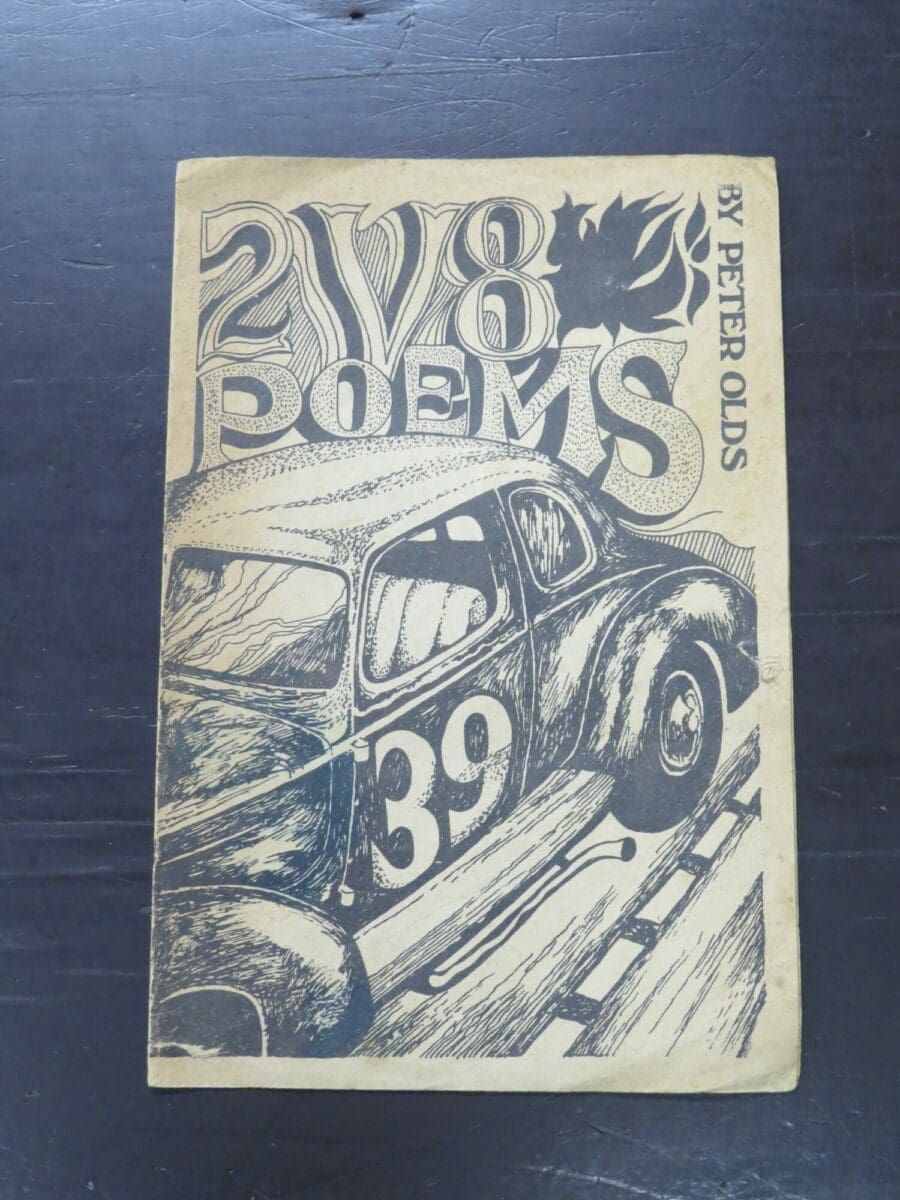 2V8
POEMS
BY PETER OLDS
39